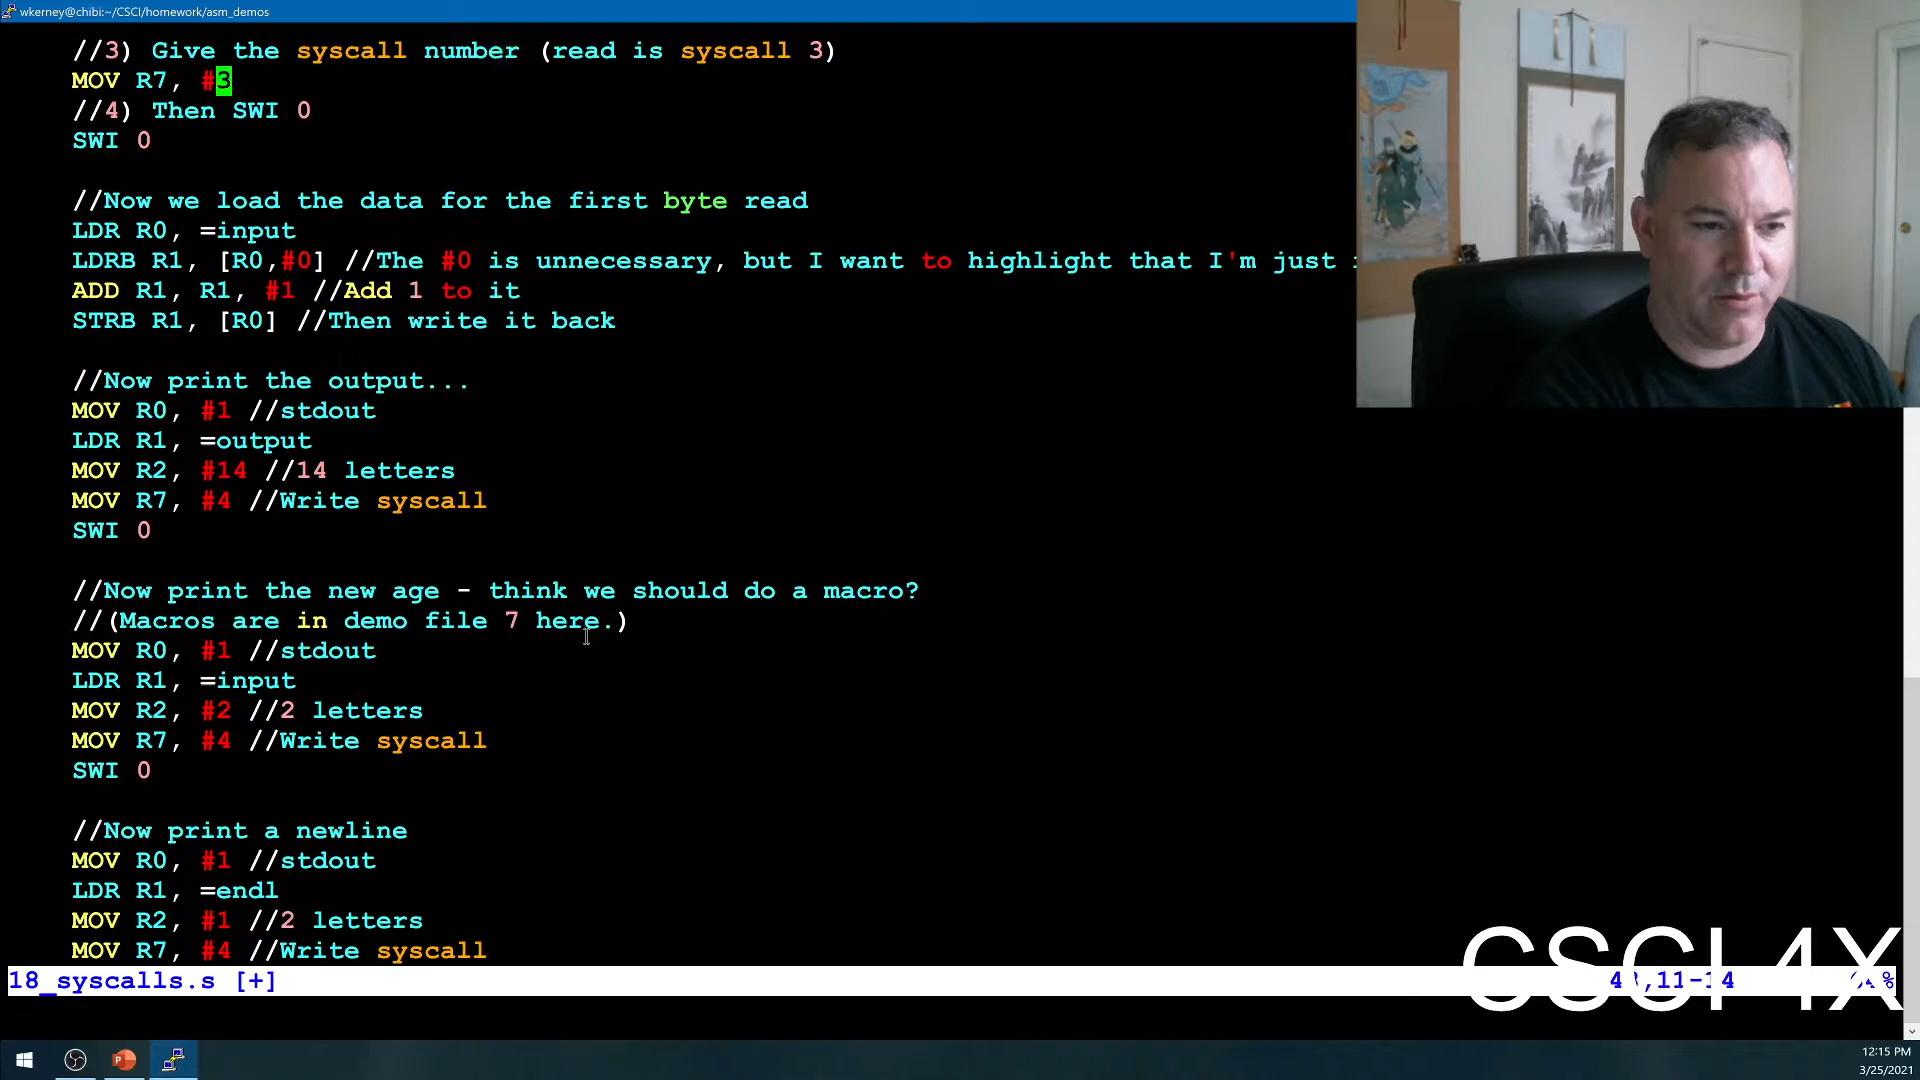 wkerney@chibi:~/CSCI/homework/asm_demos
//3) Give the syscall number (read is syscall 3)
MOV R7, #3
//4) Then SWI 0
SWI 0
//Now we load the data for the first byte read
LDR R0, =input
LDRB R1, [R0,#0] //The #0 is unnecessary, but I want to highlight that I'm just
ADD R1, R1, #1 //Add 1 to it
STRB R1, [R0] //Then write it back
//Now print the output...
MOV R0, #1 //stdout
LDR R1, =output
MOV R2, #14 //14 letters
MOV R7, #4 //Write syscall
SWI 0
//Now print the new age - think we should do a macro?
//(Macros are in demo file 7 here.)
MOV R0, #1 //stdout
LDR R1, =input
MOV R2, #2 //2 letters
MOV R7, #4 //Write syscall
SWI 0
//Now print a newline
MOV R0, #1 //stdout
LDR R1, =endl
MOV R2, #1 //2 letters
MOV R7, #4 //Write syscall
18_syscalls.s [+]
CSCI 4X
12:15 PM
3/25/2021